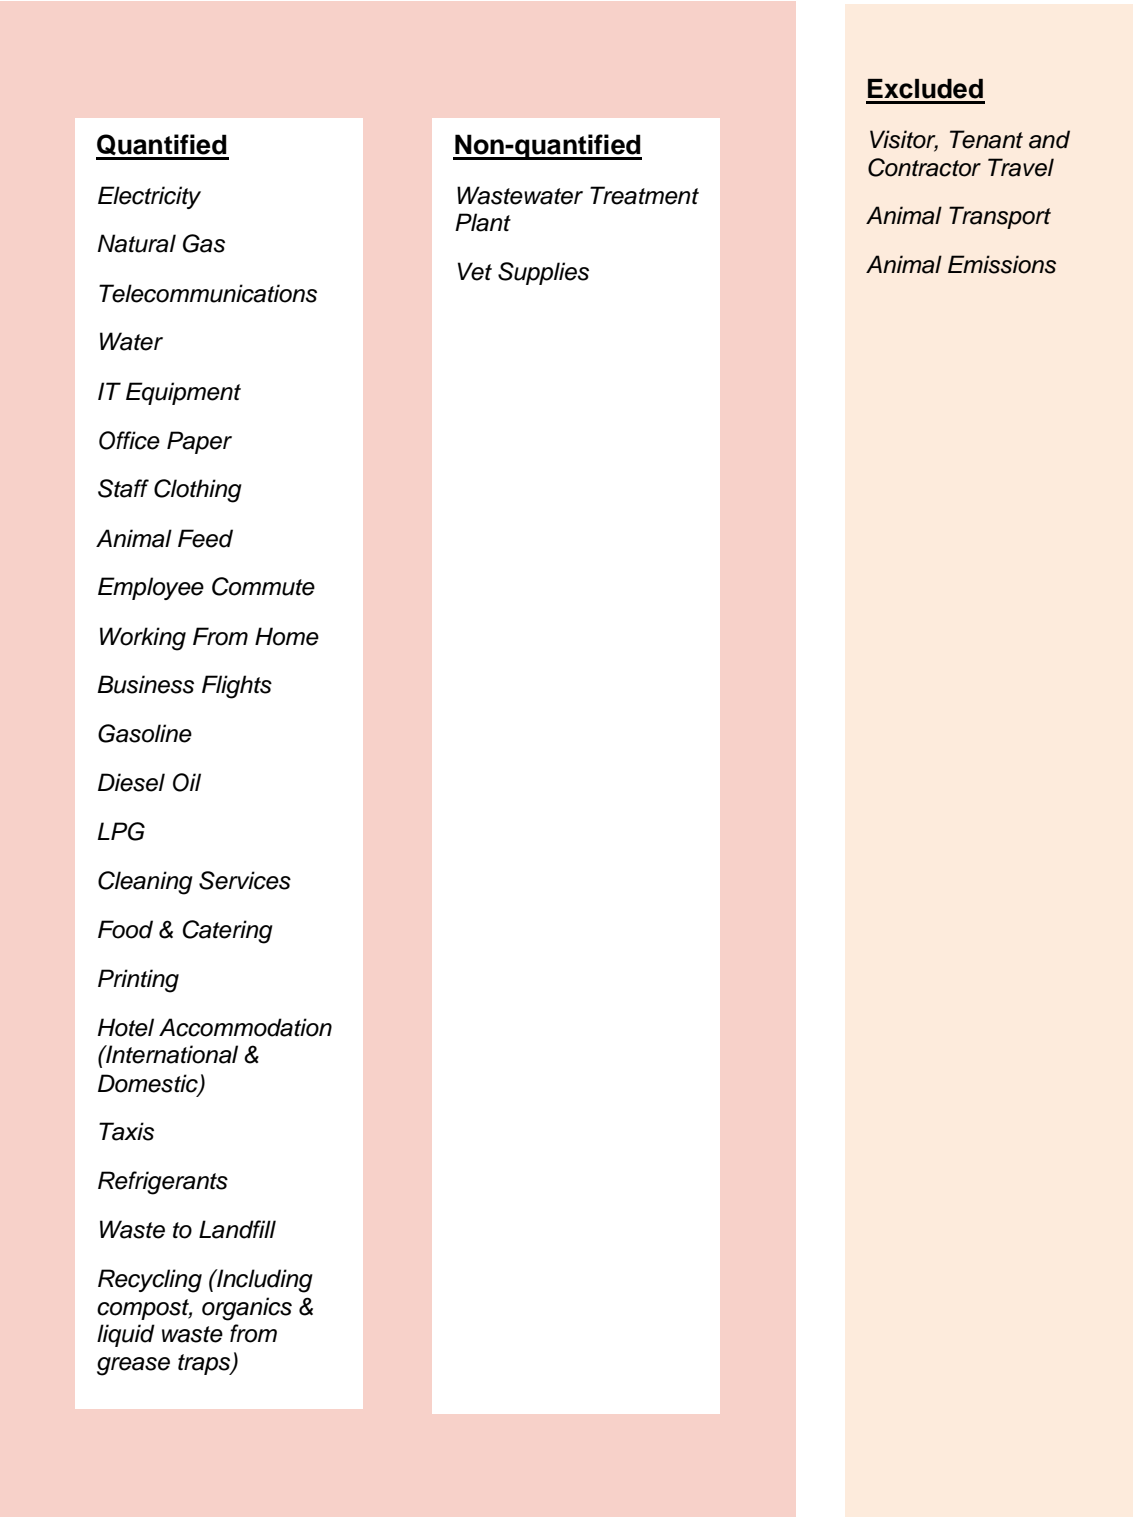 Quantified
Electricity
Natural Gas
Telecommunications
Water
IT Equipment
Office Paper
Staff Clothing
Animal Feed
Employee Commute
Working From Home
Business Flights
Gasoline
Diesel Oil
LPG
Cleaning Services
Food & Catering
Printing
Hotel Accommodation
(International &
Domestic)
Taxis
Refrigerants
Waste to Landfill
Recycling (Including
compost, organics &
liquid waste from
grease traps)
Non-quantified
Wastewater Treatment
Plant
Vet Supplies
Excluded
Visitor, Tenant and
Contractor Travel
Animal Transport
Animal Emissions